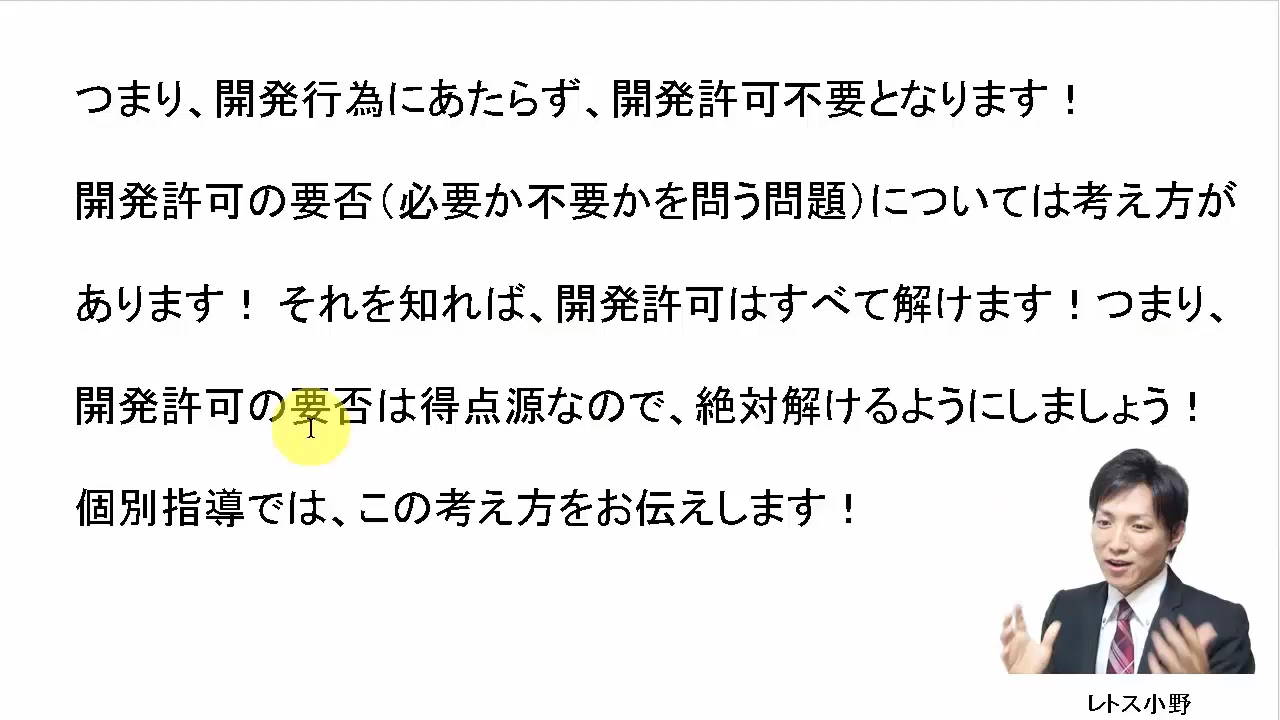 つまり、開発行為にあたらず、開発許可不要となります！
開発許可の要否（必要か不要かを問う問題）については考え方が
あります！ それを知れば、開発許可はすべて解けます！つまり、
開発許可の要否は得点源なので、絶対解けるようにしましょう！
個別指導では、この考え方をお伝えします！
レトス小野